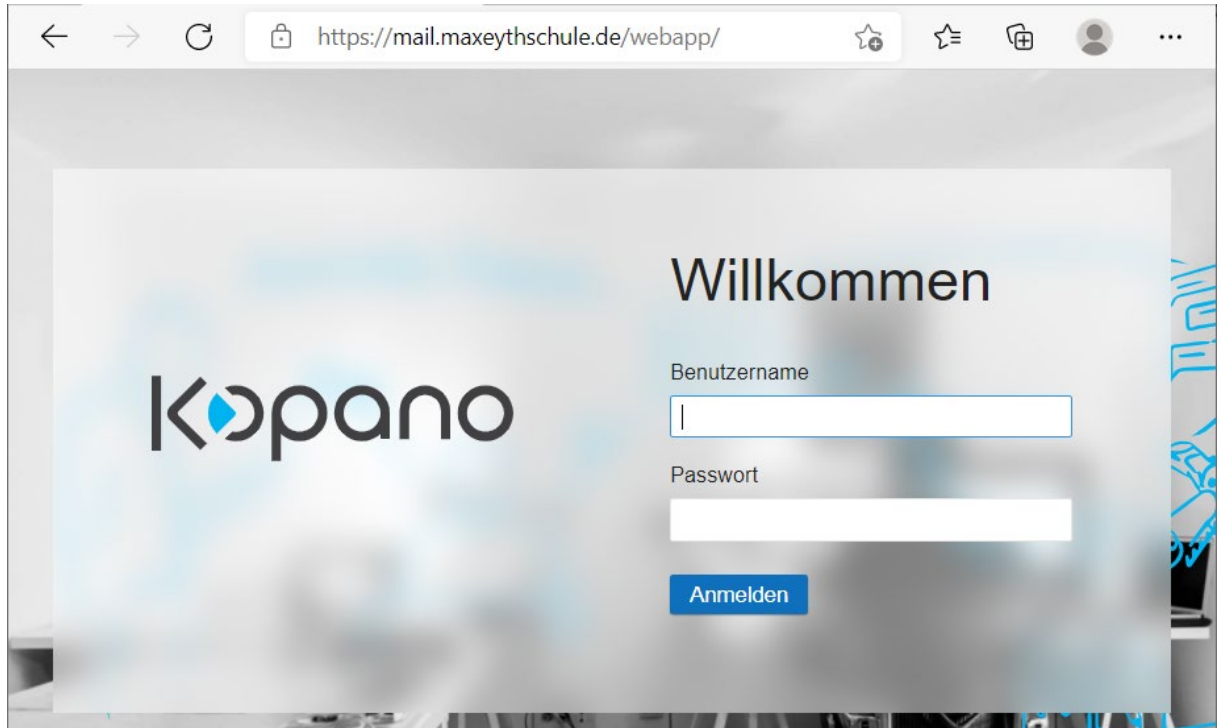 https://mail.maxeythschule.de/webapp/
Willkommen
Benutzername
kopano
Passwort
Anmelden